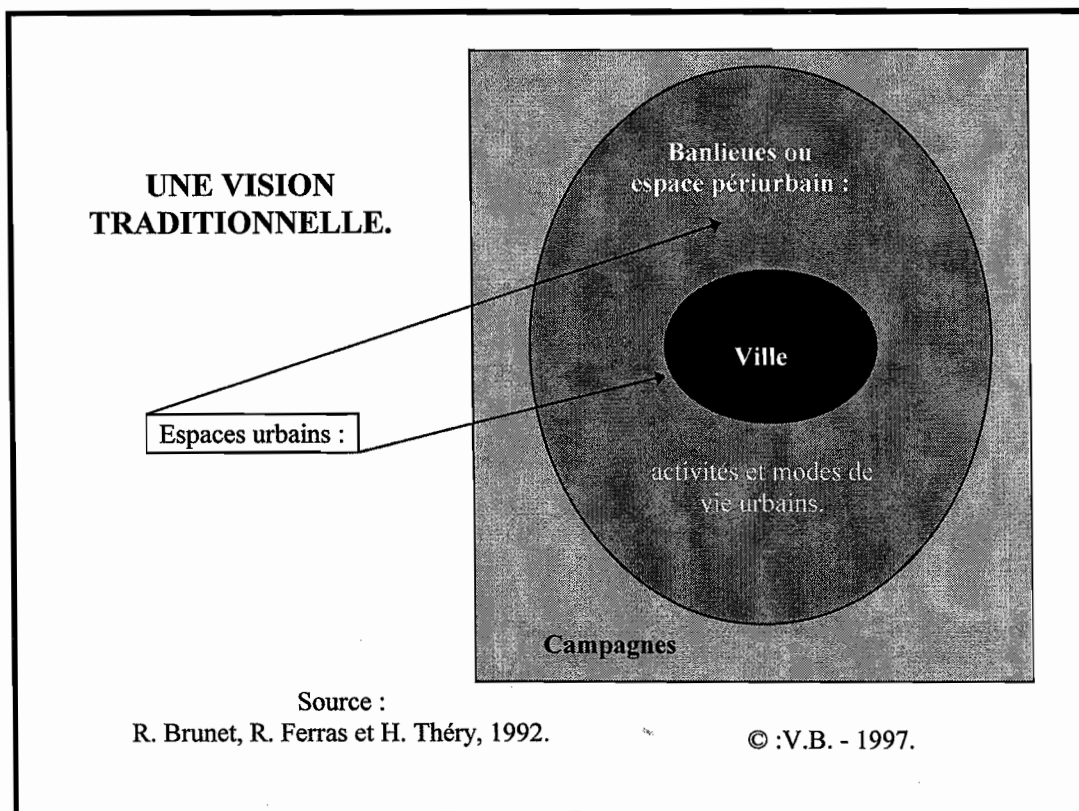 UNE VISION
TRADITIONNELLE.
Banlieues ou
espace périurbain :
Ville
Espaces urbains :
activités et modes de
vie urbains.
Campagnes
Source :
R. Brunet, R. Ferras et H. Théry, 1992.
© :V.B. - 1997.